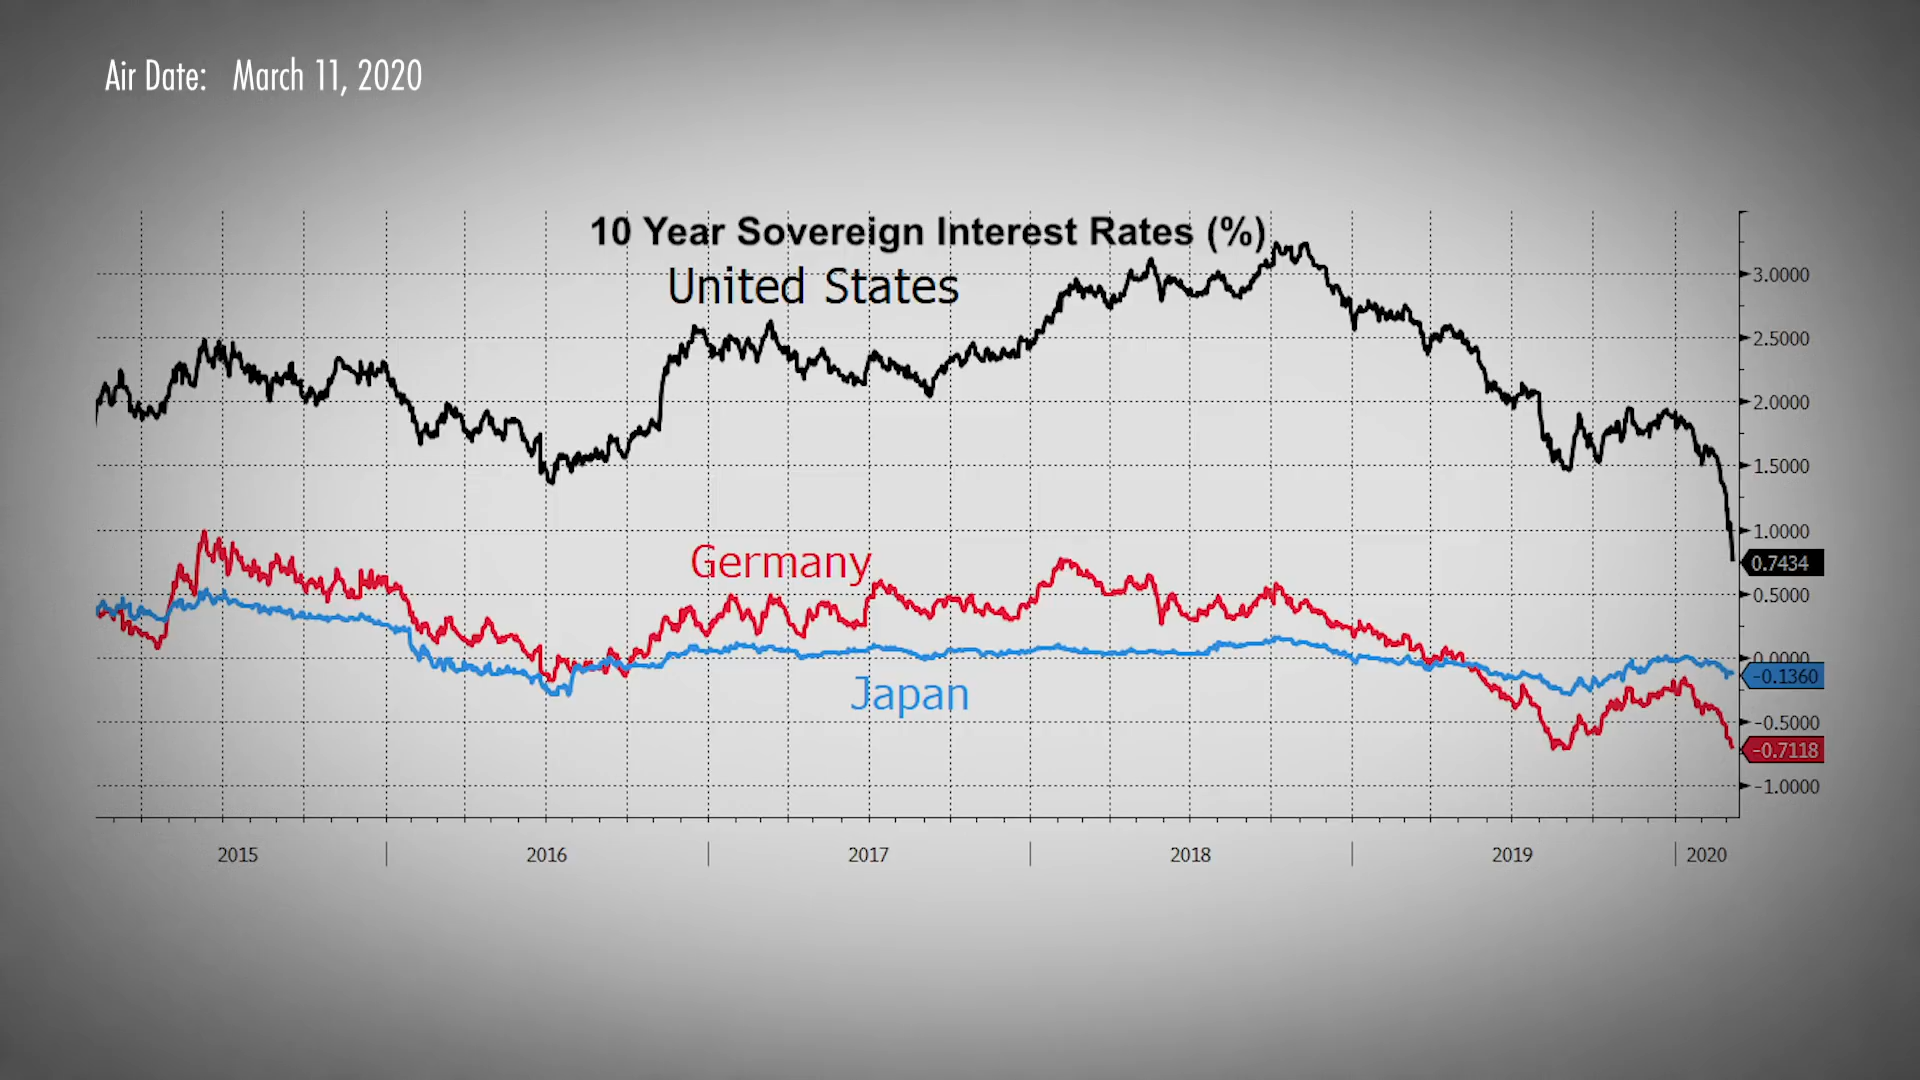 Air Date: March 11, 2020
10 Year Sovereign Interest Rates (%)
United States
3.0000
2.5000
2.0000
1.5000
1.0000
Germany
0.7434
0.5000
0.0000
-0.1360
Japan
-0.5000
-0.7118
-1.0000
2015 2016 2017 2018 2019 2020